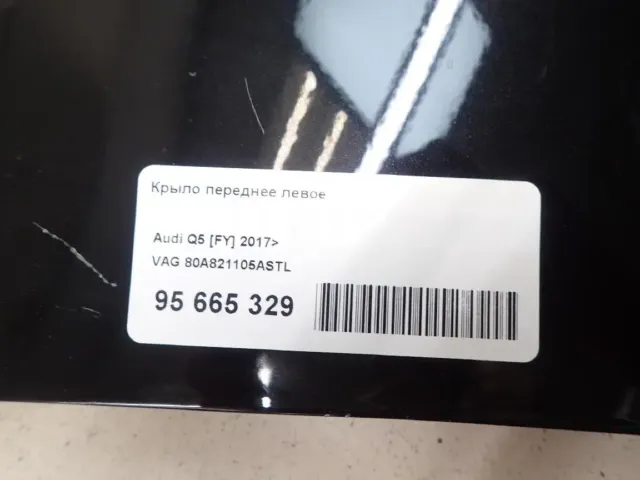 Крыло переднее левое
Audi Q5 [FY] 2017>
VAG 80A821105ASTL
95 665 329